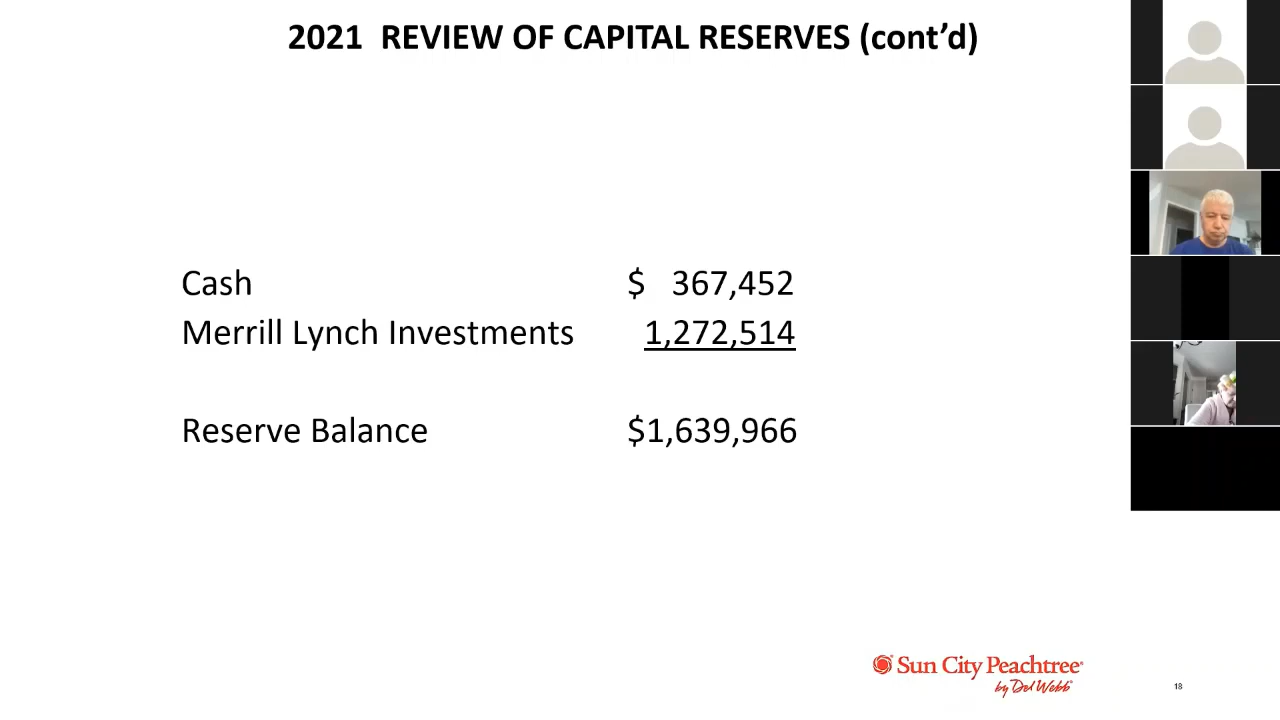 2021 REVIEW OF CAPITAL RESERVES (cont’d)
Cash $ 367,452
Merrill Lynch Investments 1,272,514
Reserve Balance $1,639,966
Sun City Peachtree®
by Del Webb®
18